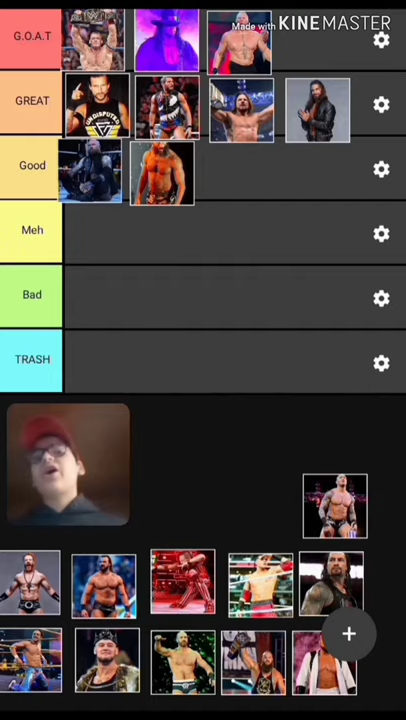 Made with KINEMASTER
G.O.A.T
GREAT
UNDISPUTED
Good
Meh
Bad
TRASH